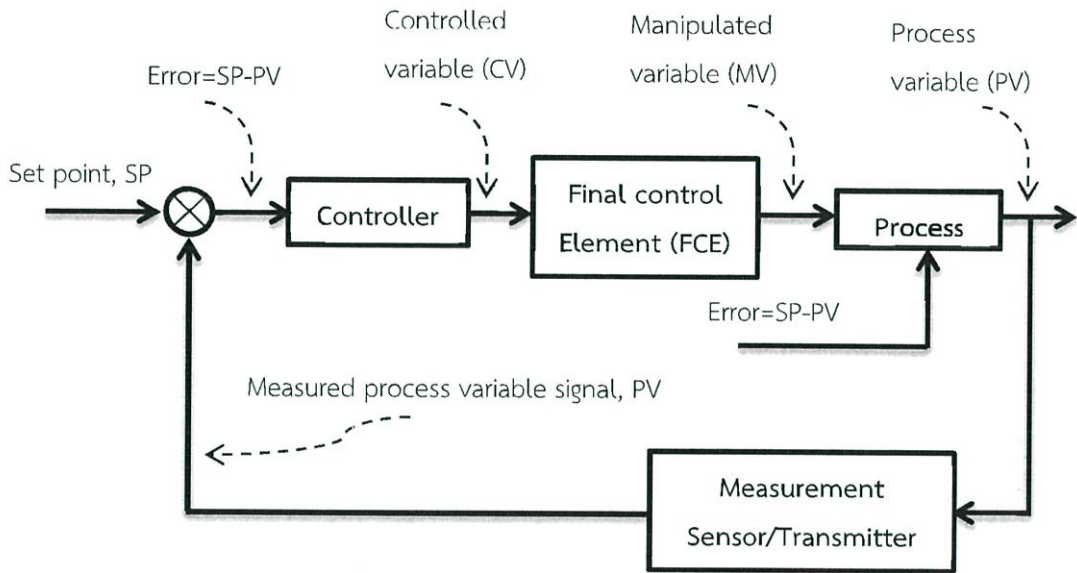 Controlled
variable (CV)
Manipulated
variable (MV)
Process
variable (PV)
Error=SP-PV
Set point, SP
Controller
Final control
Element (FCE)
Process
Error=SP-PV
Measured process variable signal, PV
Measurement
Sensor/Transmitter